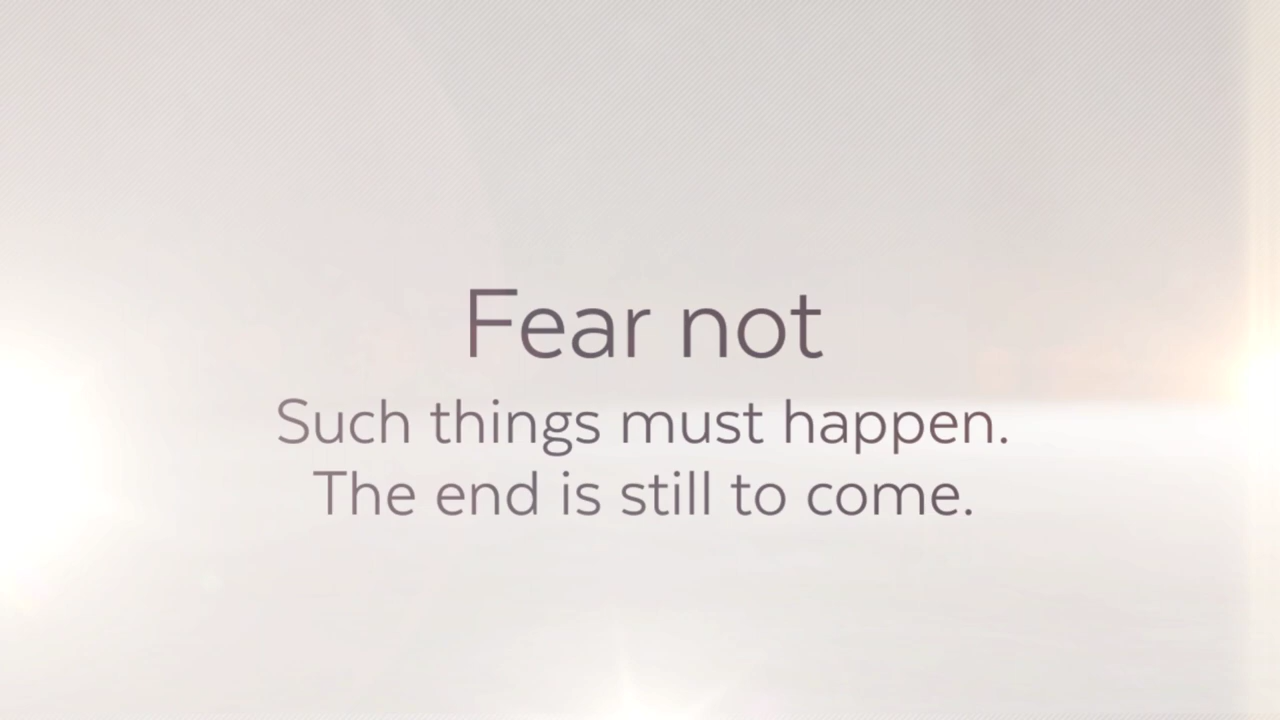 Fear not
Such things must happen.
The end is still to come.